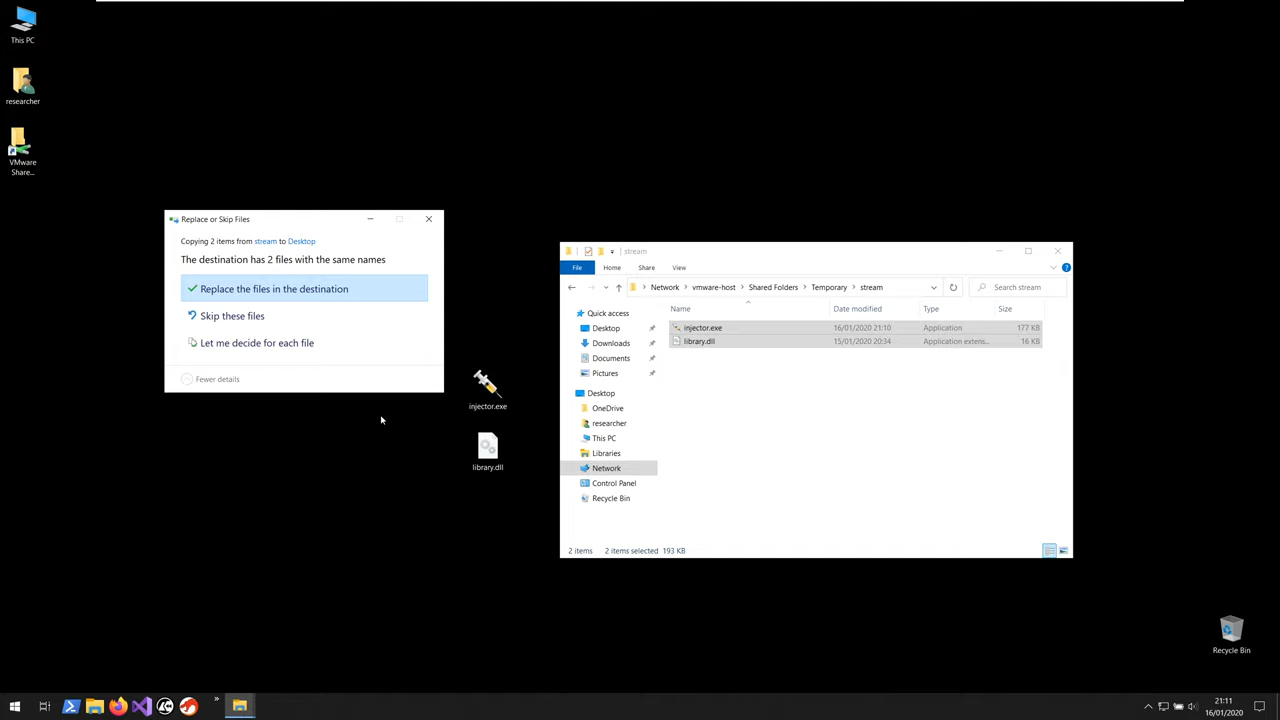 This PC
researcher
VMware
Share...
Replace or Skip Files
Copying 2 items from stream to Desktop
The destination has 2 files with the same names
Replace the files in the destination
Skip these files
Let me decide for each file
Fewer details
injector.exe
library.dll
stream
File Home Share View
Network vmware-host Shared Folders Temporary stream
Search stream
Name Date modified Type Size
injector.exe 16/01/2020 21:10 Application 177 KB
library.dll 15/01/2020 20:34 Application extens... 16 KB
Quick access
Desktop
Downloads
Documents
Pictures
Desktop
OneDrive
researcher
This PC
Libraries
Network
Control Panel
Recycle Bin
2 items 2 items selected 193 KB
Recycle Bin
21:11
16/01/2020